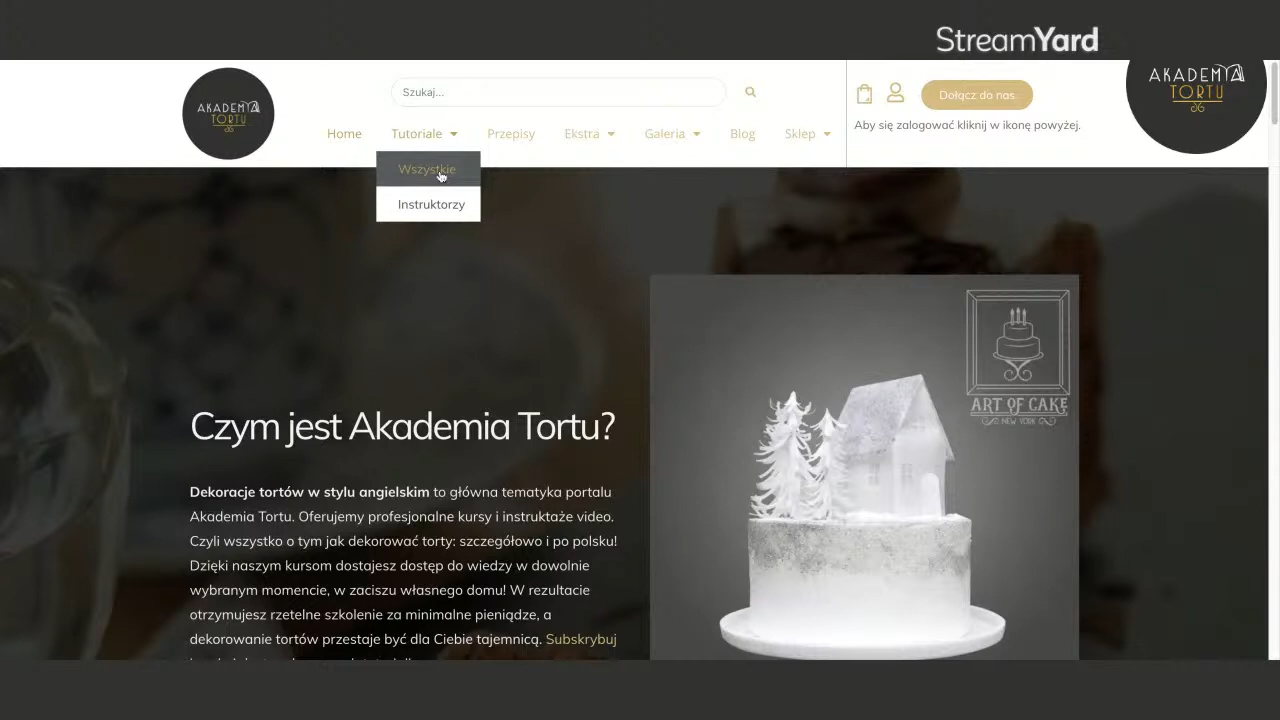 StreamYard
AKADEMIA
TORTU
Szukaj...
Dołącz do nas
AKADEMIA
TORTU
Home
Tutoriale
Przepisy
Ekstra
Galeria
Blog
Sklep
Aby się zalogować kliknij w ikonę powyżej.
Wszystkie
Instruktorzy
ART OF CAKE
NEW YORK
Czym jest Akademia Tortu?
Dekoracje tortów w stylu angielskim to główna tematyka portalu
Akademia Tortu. Oferujemy profesjonalne kursy i instruktaże video.
Czyli wszystko o tym jak dekorować torty: szczegółowo i po polsku!
Dzięki naszym kursom dostajesz dostęp do wiedzy w dowolnie
wybranym momencie, w zaciszu własnego domu! W rezultacie
otrzymujesz rzetelne szkolenie za minimalne pieniądze, a
dekorowanie tortów przestaje być dla Ciebie tajemnicą. Subskrybuj